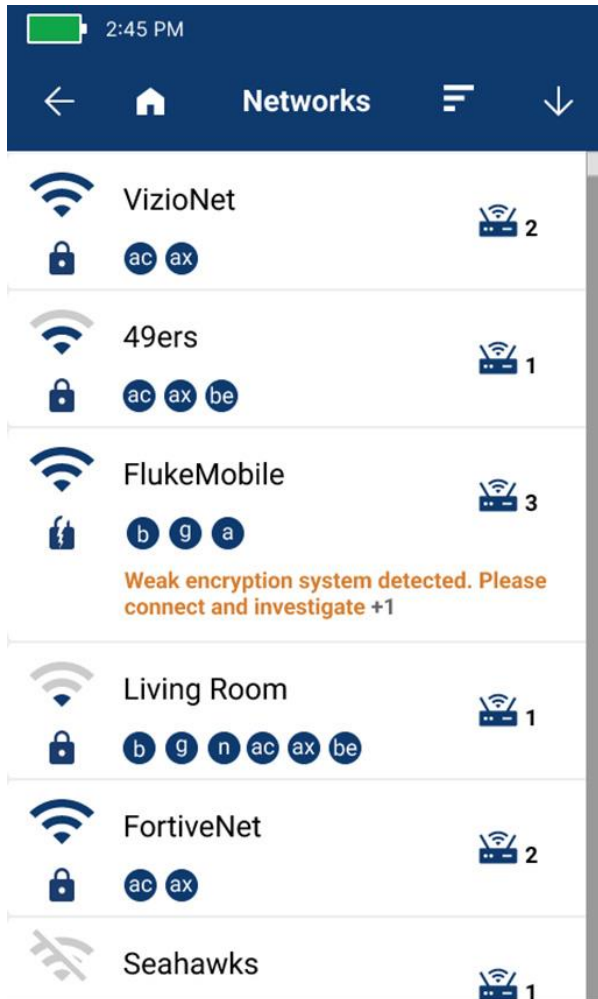 2:45 PM
Networks
VizioNet
2
ac ax
49ers
1
ac ax be
FlukeMobile
3
b g a
Weak encryption system detected. Please
connect and investigate +1
Living Room
1
b g n ac ax be
FortiveNet
2
ac ax
Seahawks
1